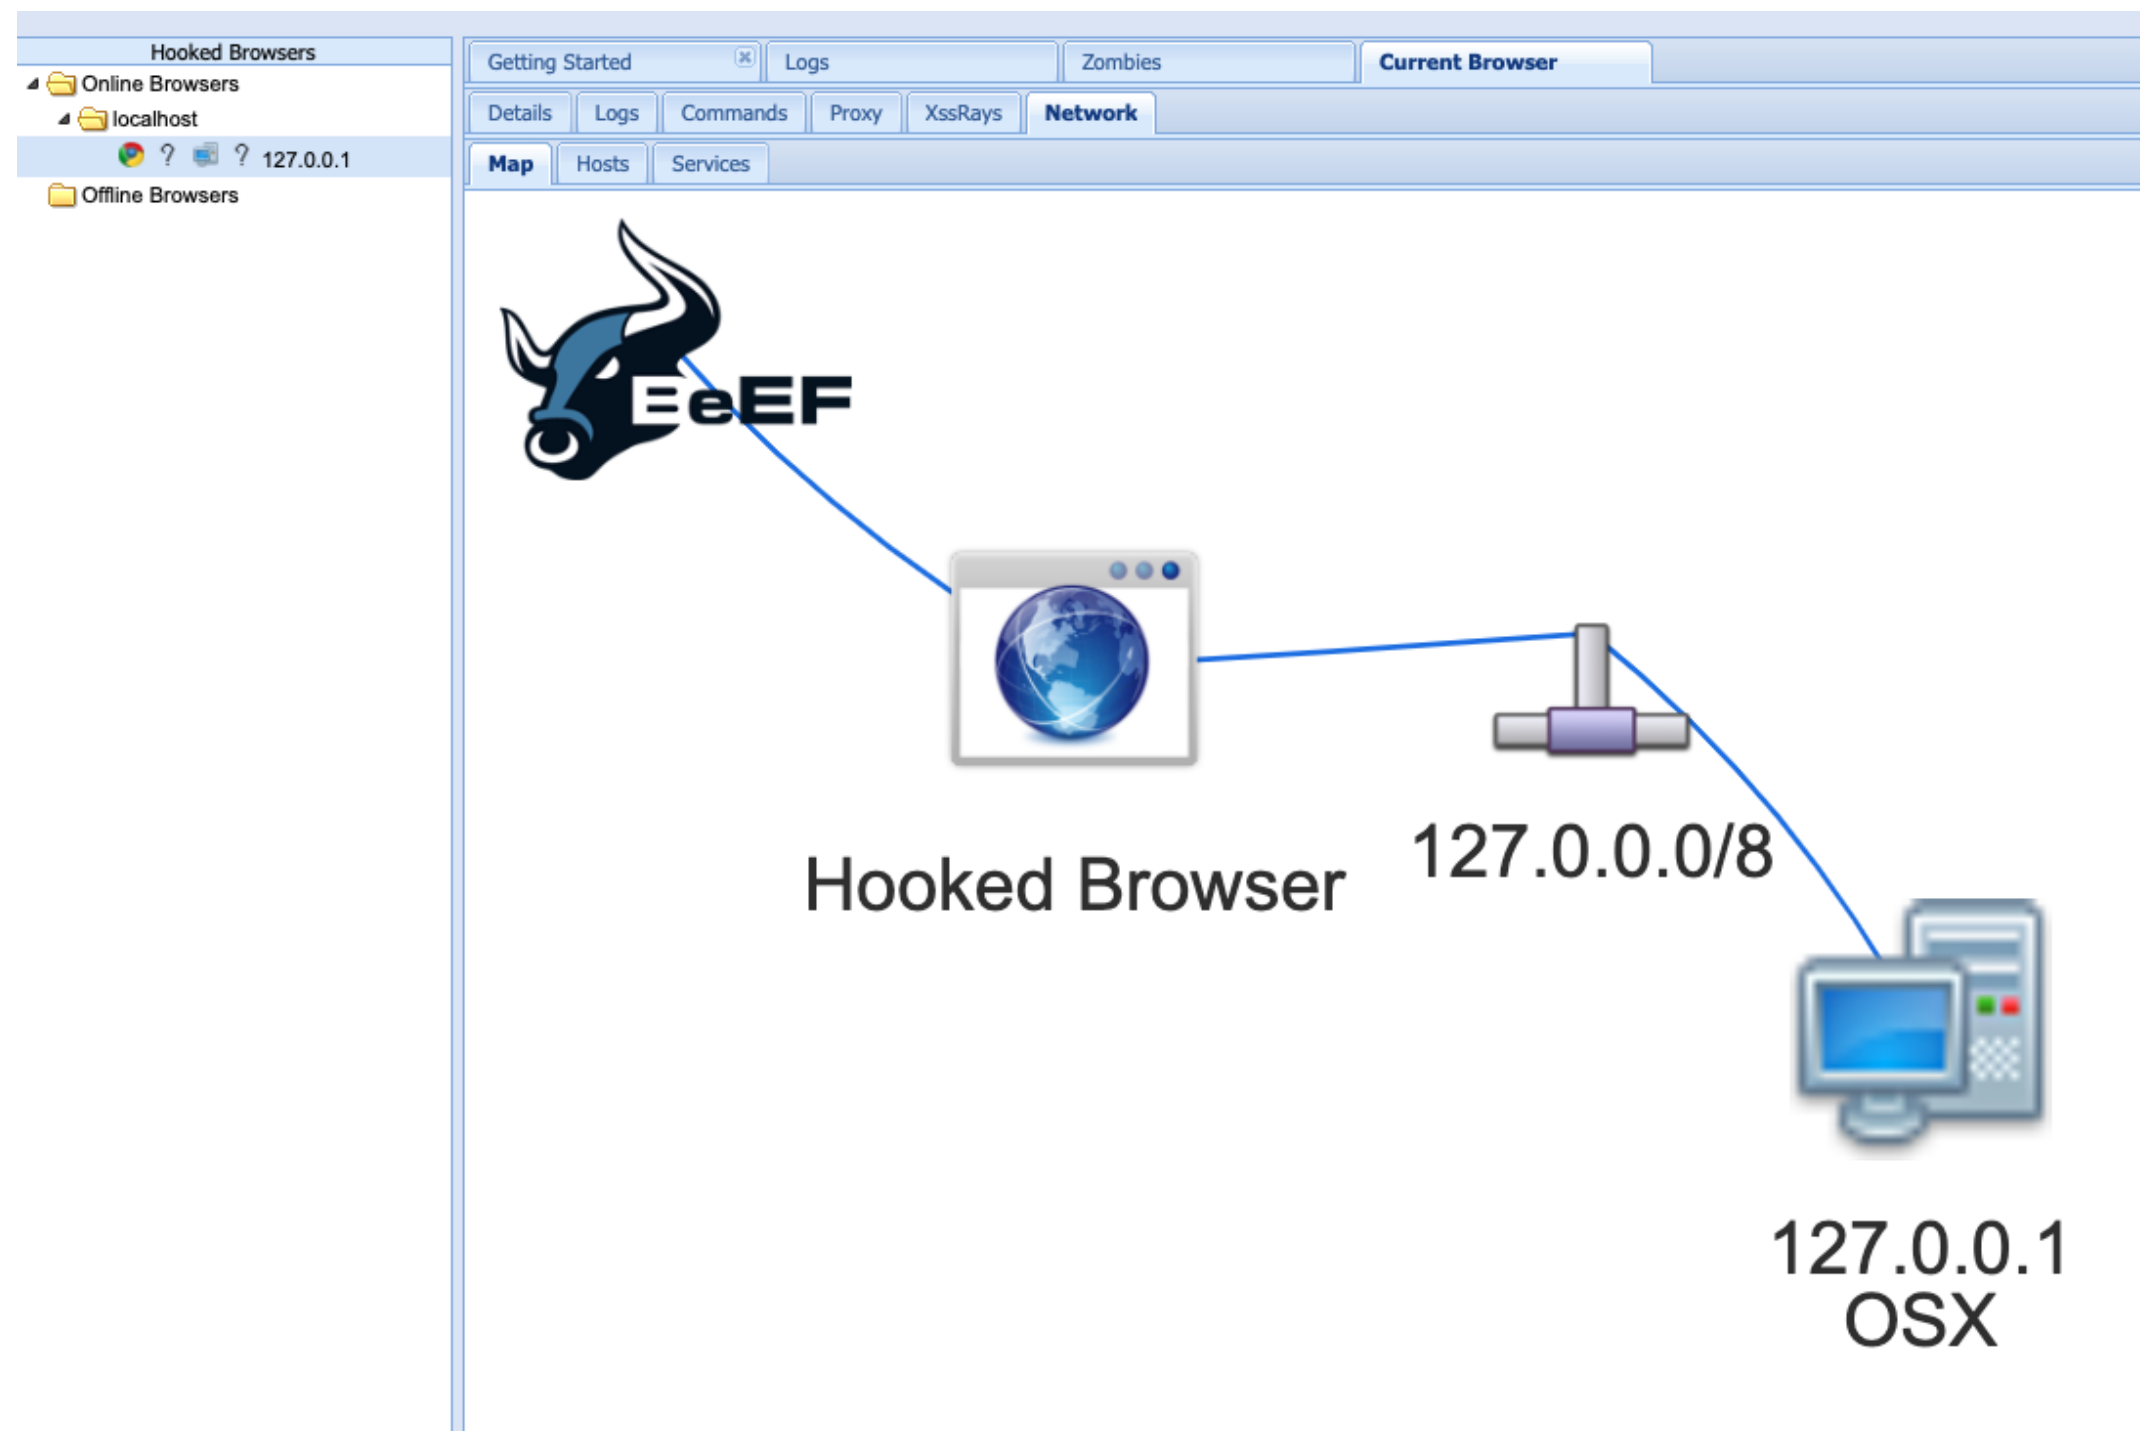 Hooked Browsers
Online Browsers
localhost
? ? 127.0.0.1
Offline Browsers
Getting Started Logs Zombies Current Browser
Details Logs Commands Proxy XssRays Network
Map Hosts Services
BeEF
Hooked Browser
127.0.0.0/8
127.0.0.1
OSX